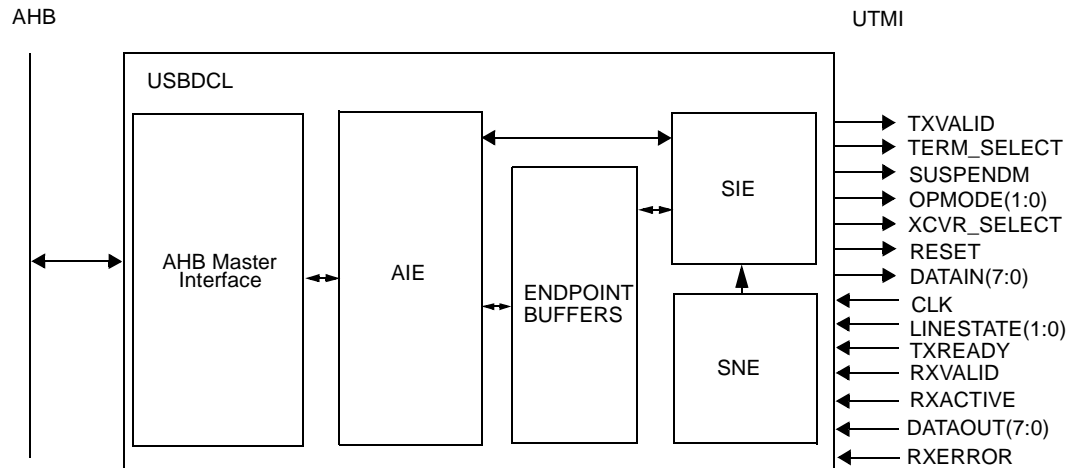 AHB
UTMI
USBDCL
AHB Master
Interface
AIE
ENDPOINT
BUFFERS
SIE
SNE
TXVALID
TERM_SELECT
SUSPENDM
OPMODE(1:0)
XCVR_SELECT
RESET
DATAIN(7:0)
CLK
LINESTATE(1:0)
TXREADY
RXVALID
RXACTIVE
DATAOUT(7:0)
RXERROR